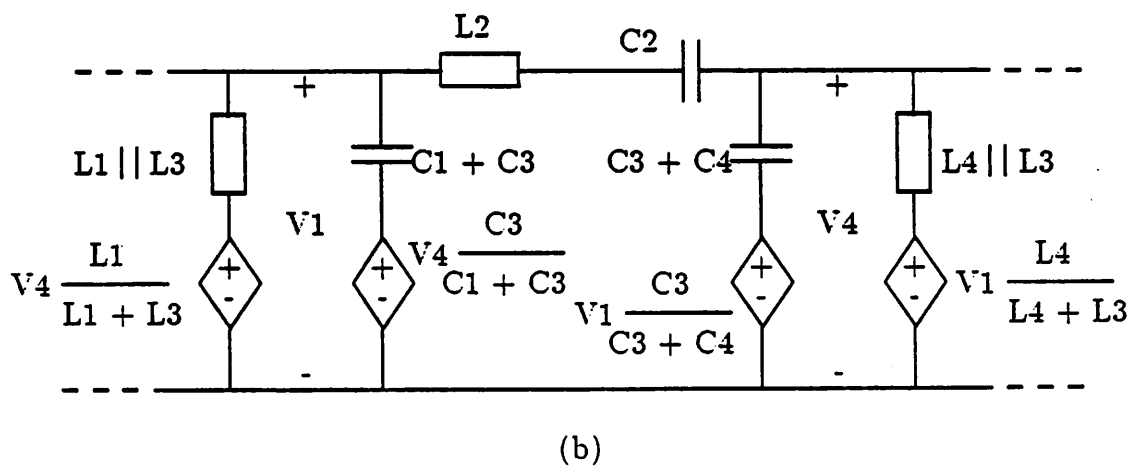 L2
C2
+
+
L1 || L3
C1 + C3
C3 + C4
L4 || L3
V1
V4
V4 L1
L1 + L3
+
-
+
-
V4 C3
C1 + C3
V1 C3
C3 + C4
+
-
+
-
V1 L4
L4 + L3
-
-
(b)